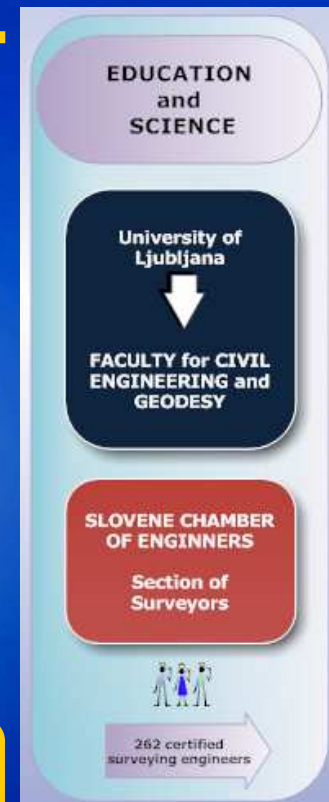 EDUCATION
and
SCIENCE
University of
Ljubljana
FACULTY for CIVIL
ENGINEERING and
GEODESY
SLOVENE CHAMBER
OF ENGINNERS
Section of
Surveyors
262 certified
surveying engineers